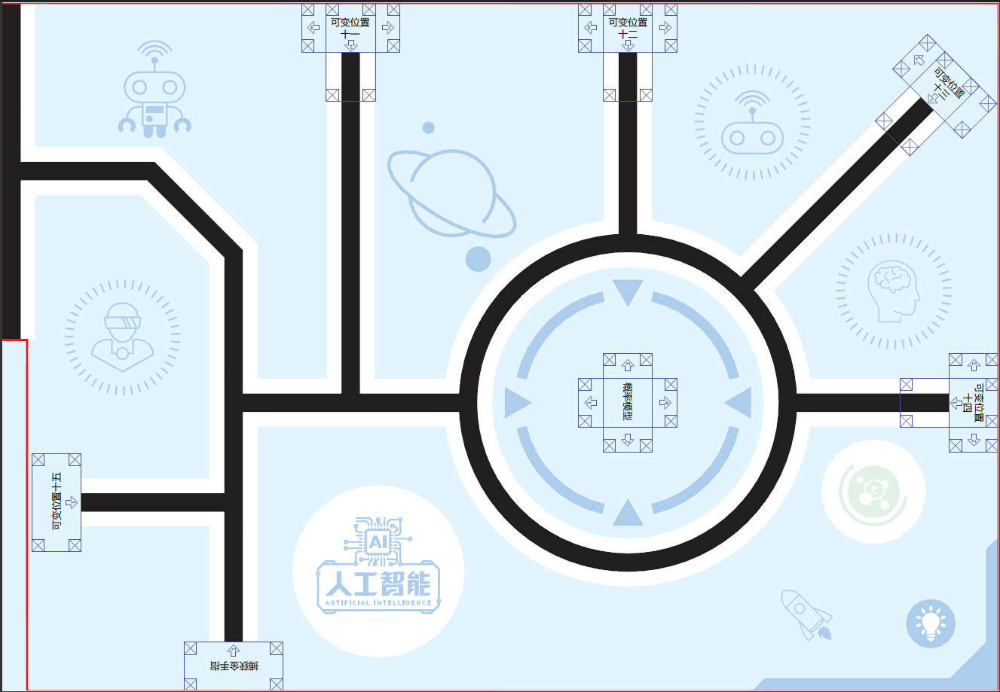 可变位置
十一
可变位置
十二
可变位置
十三
概率模型
可变位置
十四
可变位置十五
AI
人工智能
ARTIFICIAL INTELLIGENCE
AI
捕获金手指